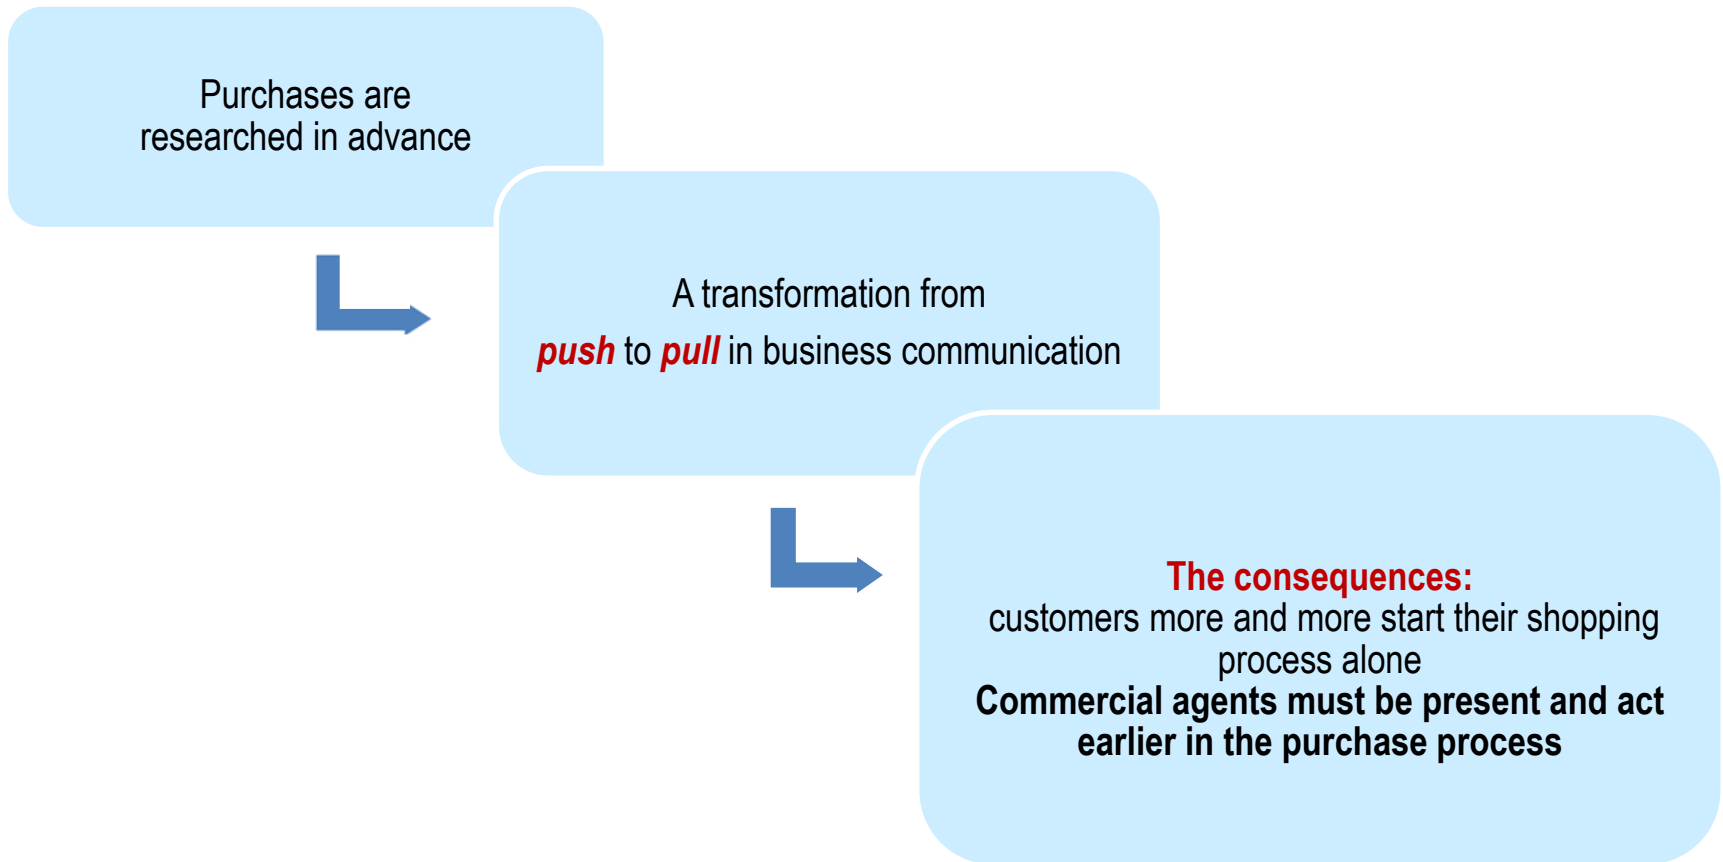 Purchases are
researched in advance
A transformation from
push to pull in business communication
The consequences:
customers more and more start their shopping
process alone
Commercial agents must be present and act
earlier in the purchase process